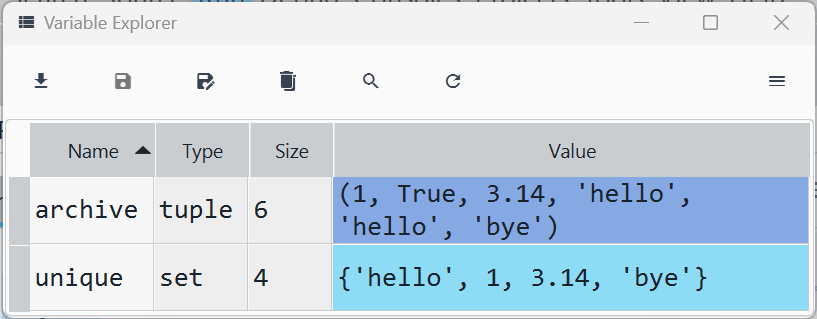 Variable Explorer
Name Type Size Value
archive tuple 6 (1, True, 3.14, 'hello',
'hello', 'bye')
unique set 4 {'hello', 1, 3.14, 'bye'}